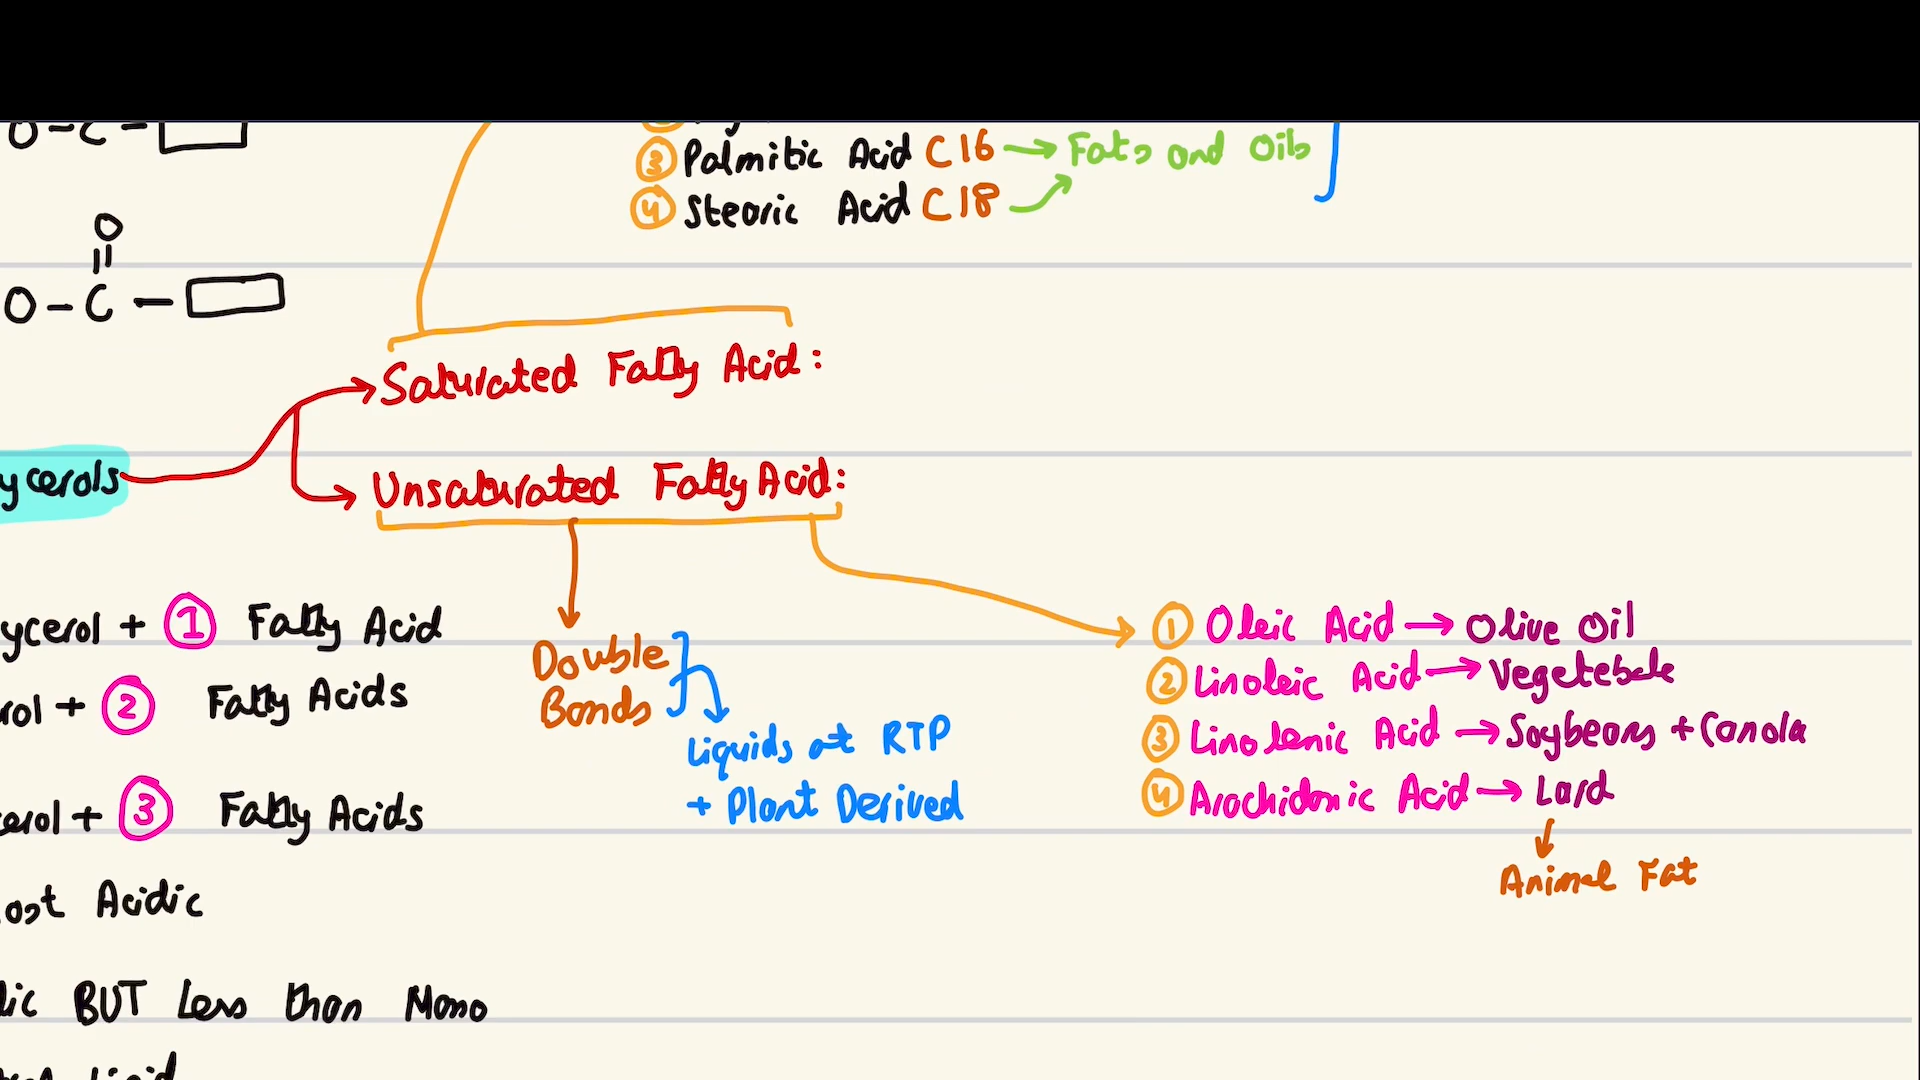 O-C-
③ Palmitic Acid C16 → Fats and Oils
④ Stearic Acid C18
O
||
O-C-
Saturated Fatty Acid:
ycerols
Unsaturated Fatty Acid:
ycerol + ① Fatty Acid
rol + ② Fatty Acids
erol + ③ Fatty Acids
ost Acidic
ic BUT Less than Mono
Double
Bonds
Liquids at RTP
+ Plant Derived
① Oleic Acid → Olive Oil
② Linoleic Acid → Vegeteble
③ Linolenic Acid → Soybeans + Canola
④ Arachidonic Acid → Lard
Animal Fat